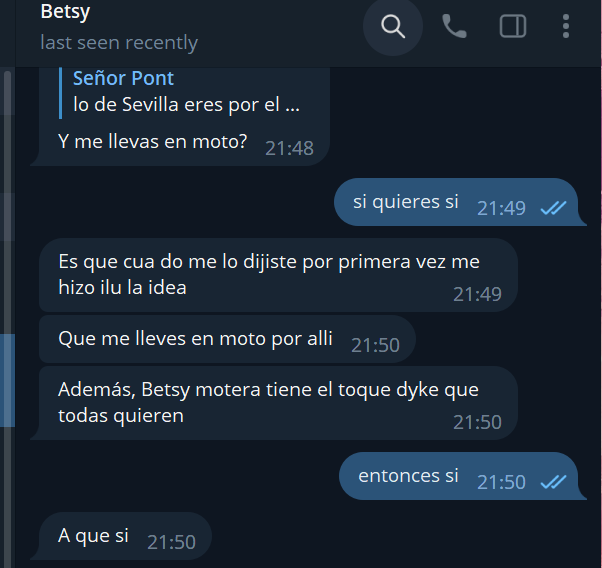 Betsy
last seen recently
Señor Pont
lo de Sevilla eres por el ...
Y me llevas en moto? 21:48
si quieres si 21:49
Es que cua do me lo dijiste por primera vez me
hizo ilu la idea
21:49
Que me lleves en moto por alli 21:50
Además, Betsy motera tiene el toque dyke que
todas quieren
21:50
entonces si 21:50
A que si 21:50